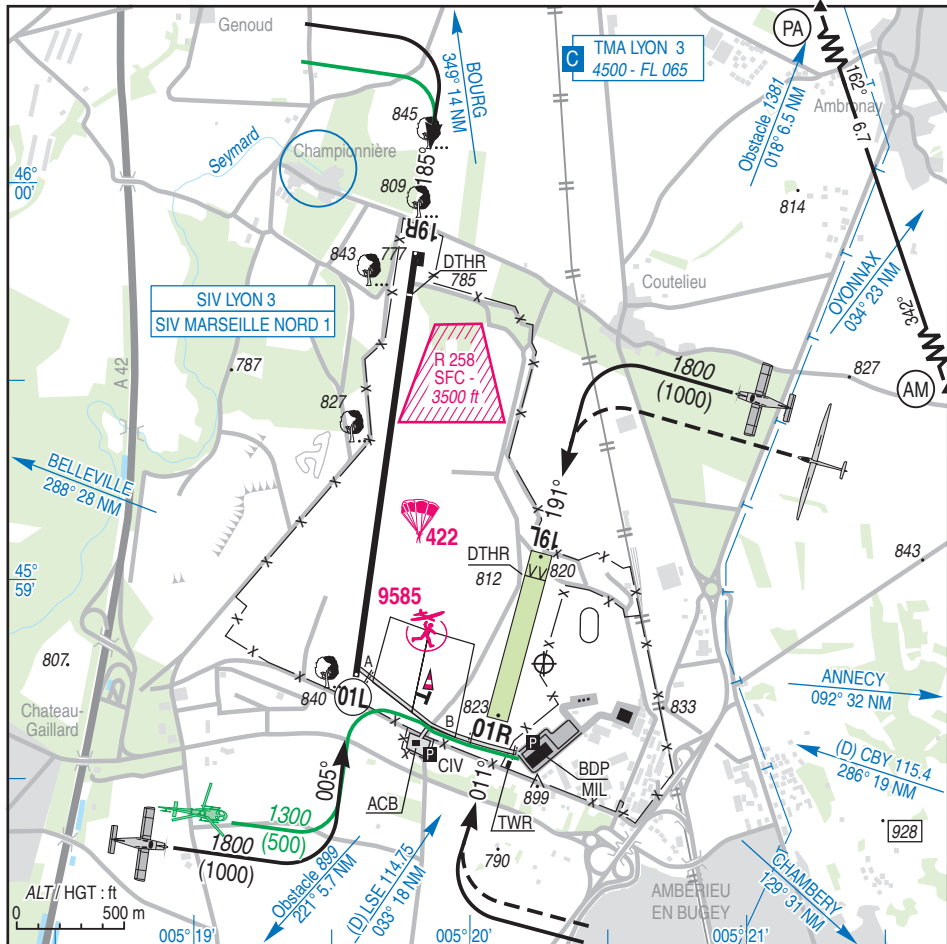 Genoud
BOURG
349° 14 NM
C
TMA LYON 3
4500 - FL 065
PA
162°
6.7
Ambronay
Obstacle 1381
018° 6.5 NM
845
Seymard
Championnière
185°
46°
00'
809
814
19R
843
777
DTHR
785
Coutelieu
OYONNAX
034° 23 NM
342°
SIV LYON 3
SIV MARSEILLE NORD 1
A 42
787
R 258
SFC -
3500 ft
1800
(1000)
827
AM
827
BELLEVILLE
288° 28 NM
191°
422
19L
DTHR
812
820
843
45°
59'
9585
807
A
T
840
01L
823
833
ANNECY
092° 32 NM
Chateau-
Gaillard
B
01R
P
P
CIV
BDP
MIL
(D) CBY 115.4
286° 19 NM
005°
011°
899
ACB
TWR
1300
(500)
1800
(1000)
928
790
Obstacle 899
221° 5.7 NM
(D) LSE 114.75
033° 18 NM
AMBÉRIEU
EN BUGEY
CHAMBERY
129° 31 NM
ALT / HGT : ft
0 500 m
005° 19'
005° 20'
005° 21'